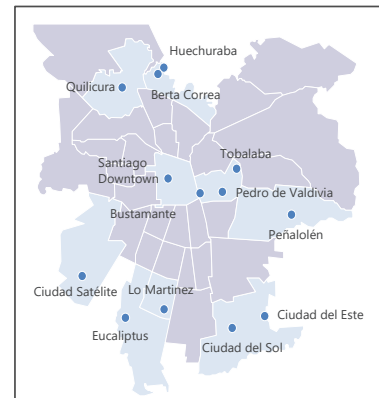 Huechuraba
Quilicura
Berta Correa
Santiago
Downtown
Tobalaba
Pedro de Valdivia
Bustamante
Peñalolén
Ciudad Satélite
Lo Martinez
Ciudad del Este
Eucaliptus
Ciudad del Sol